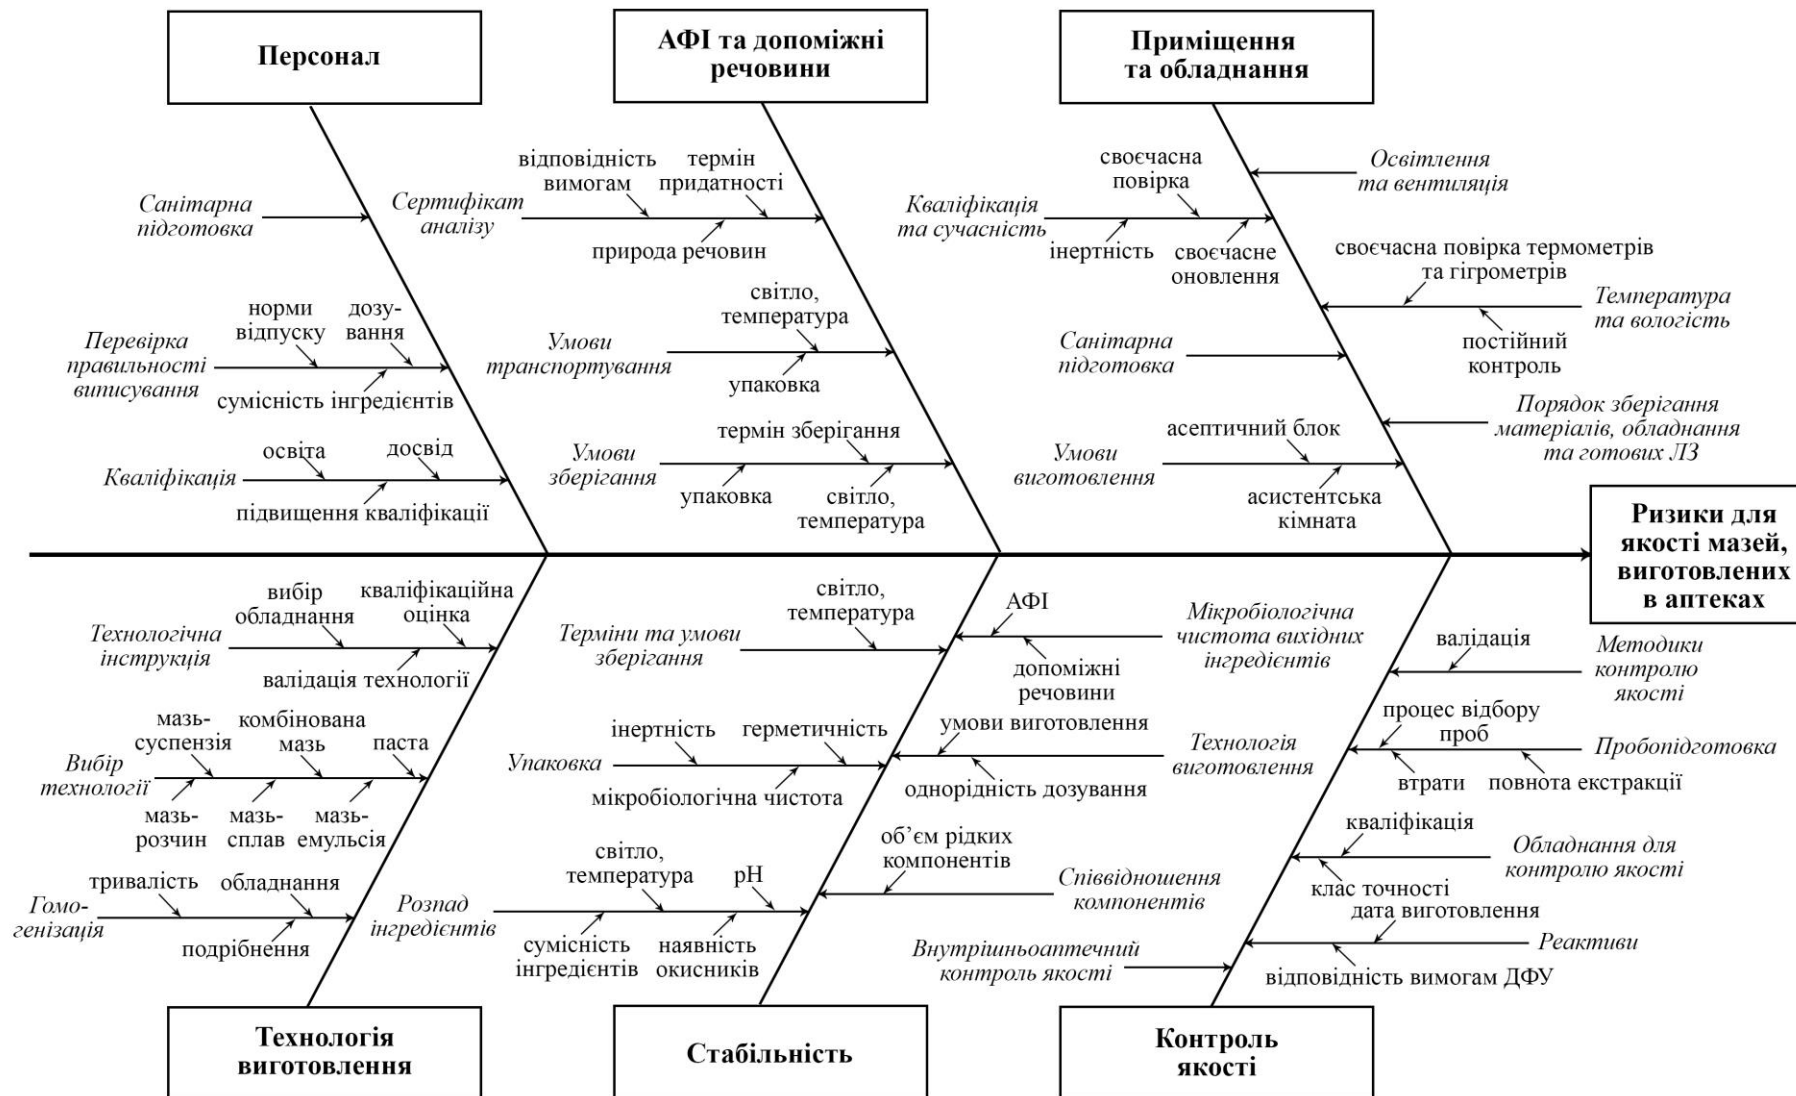 Персонал
АФІ та допоміжні
речовини
Приміщення
та обладнання
Санітарна
підготовка
Перевірка
правильності
виписування
норми
відпуску
дозу-
вання
сумісність інгредієнтів
Кваліфікація
освіта
досвід
підвищення кваліфікації
Сертифікат
аналізу
відповідність
вимогам
термін
придатності
природа речовин
Умови
транспортування
світло,
температура
упаковка
Умови
зберігання
термін зберігання
упаковка
світло,
температура
Кваліфікація
та сучасність
своєчасна
повірка
інертність
своєчасне
оновлення
Освітлення
та вентиляція
своєчасна повірка термометрів
та гігрометрів
Температура
та вологість
постійний
контроль
Санітарна
підготовка
Порядок зберігання
матеріалів, обладнання
та готових ЛЗ
Умови
виготовлення
асептичний блок
асистентська
кімната
Ризики для
якості мазей,
виготовлених
в аптеках
Технологічна
інструкція
вибір
обладнання
кваліфікаційна
оцінка
валідація технології
Вибір
технології
мазь-
суспензія
комбінована
мазь
паста
мазь-
розчин
мазь-
сплав
мазь-
емульсія
Гомо-
генізація
тривалість
обладнання
подрібнення
Терміни та умови
зберігання
світло,
температура
АФІ
Мікробіологічна
чистота вихідних
інгредієнтів
допоміжні
речовини
Упаковка
інертність
герметичність
мікробіологічна чистота
умови виготовлення
Технологія
виготовлення
однорідність дозування
Розпад
інгредієнтів
світло,
температура
рН
сумісність
інгредієнтів
наявність
окисників
об’єм рідких
компонентів
Співвідношення
компонентів
валідація
Методики
контролю
якості
процес відбору
проб
Пробопідготовка
втрати
повнота екстракції
кваліфікація
Обладнання для
контролю якості
клас точності
дата виготовлення
Реактиви
відповідність вимогам ДФУ
Внутрішньоаптечний
контроль якості
Технологія
виготовлення
Стабільність
Контроль
якості